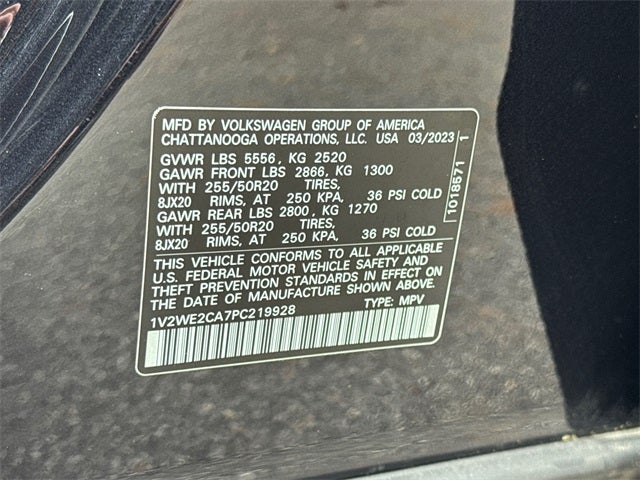 MFD BY VOLKSWAGEN GROUP OF AMERICA
CHATTANOOGA OPERATIONS, LLC. USA 03/2023
GVWR LBS 5556, KG 2520
GAWR FRONT LBS 2866, KG 1300
WITH 255/50R20 TIRES,
8JX20 RIMS, AT 250 KPA, 36 PSI COLD
GAWR REAR LBS 2800, KG 1270
WITH 255/50R20 TIRES,
8JX20 RIMS, AT 250 KPA, 36 PSI COLD
THIS VEHICLE CONFORMS TO ALL APPLICABLE
U.S. FEDERAL MOTOR VEHICLE SAFETY AND
THEFT PREVENTION STANDARDS IN EFFECT ON
THE DATE OF MANUFACTURE SHOWN ABOVE.
1V2WE2CA7PC219928 TYPE: MPV
1018571 1